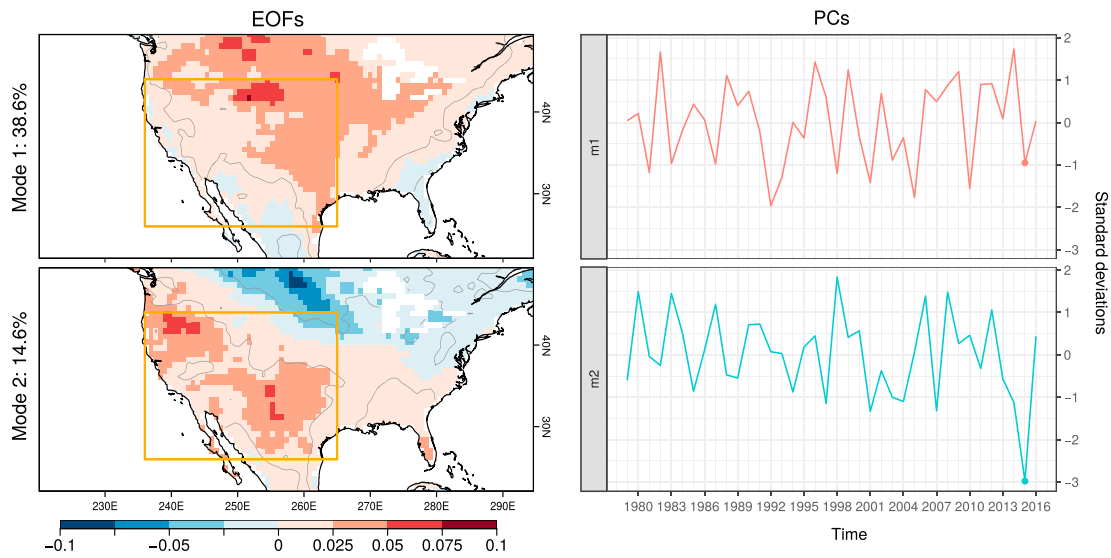 EOFs
PCs
Mode 1: 38.6%
40N
30N
m1
2
1
0
−1
−2
−3
Standard deviations
Mode 2: 14.6%
40N
30N
m2
2
1
0
−1
−2
−3
230E 240E 250E 260E 270E 280E 290E
1980 1983 1986 1989 1992 1995 1998 2001 2004 2007 2010 2013 2016
Time
−0.1 −0.05 0 0.025 0.05 0.075 0.1